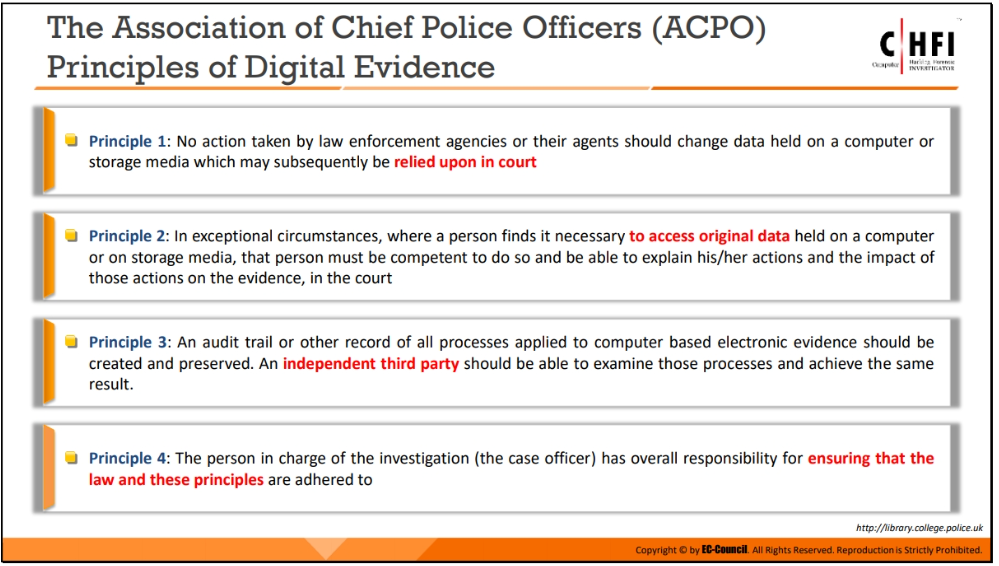 The Association of Chief Police Officers (ACPO)
Principles of Digital Evidence
C HFI
Computer Hacking Forensic
INVESTIGATOR
Principle 1: No action taken by law enforcement agencies or their agents should change data held on a computer or
storage media which may subsequently be relied upon in court
Principle 2: In exceptional circumstances, where a person finds it necessary to access original data held on a computer
or on storage media, that person must be competent to do so and be able to explain his/her actions and the impact of
those actions on the evidence, in the court
Principle 3: An audit trail or other record of all processes applied to computer based electronic evidence should be
created and preserved. An independent third party should be able to examine those processes and achieve the same
result.
Principle 4: The person in charge of the investigation (the case officer) has overall responsibility for ensuring that the
law and these principles are adhered to
http://library.college.police.uk
Copyright © by EC-Council. All Rights Reserved. Reproduction is Strictly Prohibited.